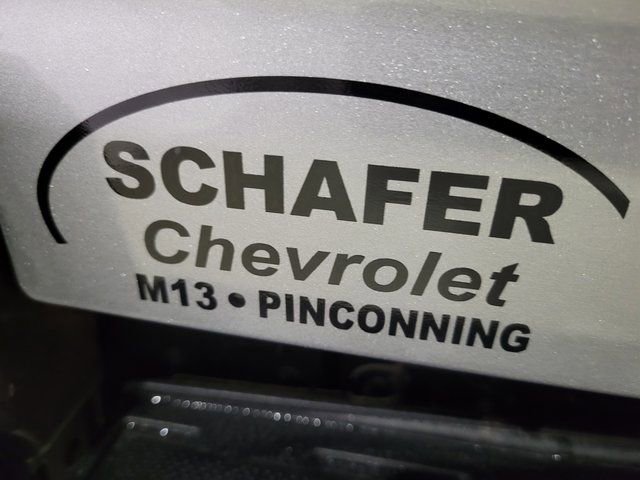 SCHAFER
Chevrolet
M13 • PINCONNING